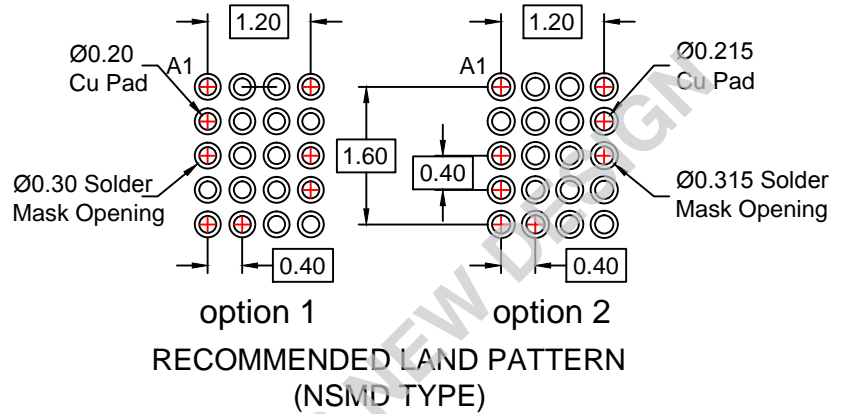 1.20
1.20
Ø0.20
Cu Pad
A1
A1
Ø0.215
Cu Pad
1.60
0.40
Ø0.30 Solder
Mask Opening
Ø0.315 Solder
Mask Opening
0.40
0.40
option 1
option 2
RECOMMENDED LAND PATTERN
(NSMD TYPE)
NEW DESIGN